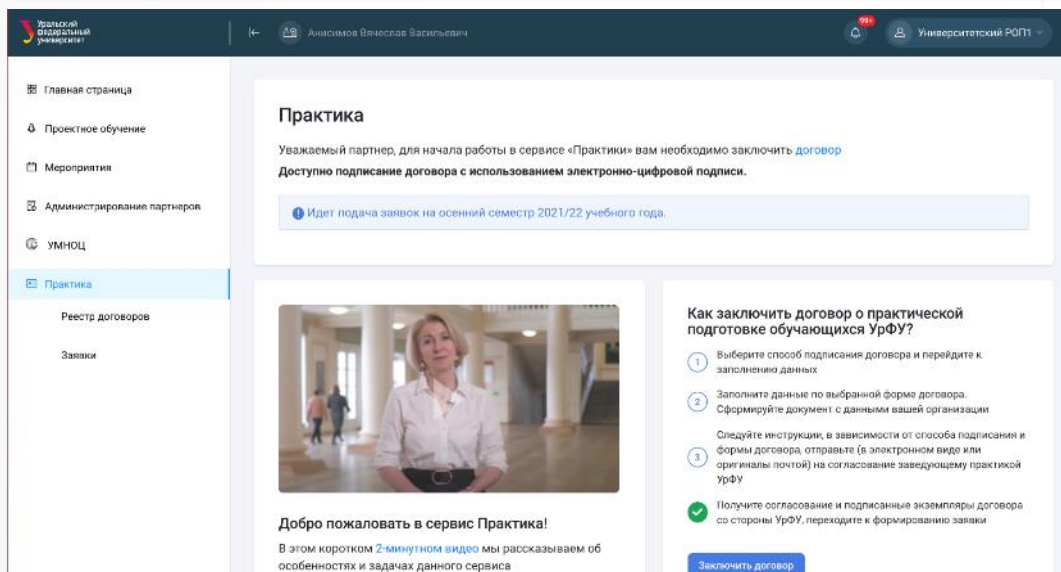 Уральский
федеральный
университет
Анисимов Вячеслав Васильевич
99+
Университетский РОП1
Главная страница
Проектное обучение
Мероприятия
Администрирование партнеров
УМНОЦ
Практика
Реестр договоров
Заявки
Практика
Уважаемый партнер, для начала работы в сервисе «Практики» вам необходимо заключить договор
Доступно подписание договора с использованием электронно-цифровой подписи.
Идет подача заявок на осенний семестр 2021/22 учебного года.
Добро пожаловать в сервис Практика!
В этом коротком 2-минутном видео мы рассказываем об
особенностях и задачах данного сервиса
Как заключить договор о практической
подготовке обучающихся УрФУ?
1 Выберите способ подписания договора и перейдите к
заполнению данных
2 Заполните данные по выбранной форме договора.
Сформируйте документ с данными вашей организации
Следуйте инструкции, в зависимости от способа подписания и
3 формы договора, отправьте (в электронном виде или
оригиналы почтой) на согласование заведующему практикой
УрФУ
Получите согласование и подписанные экземпляры договора
со стороны УрФУ, переходите к формированию заявки
Заключить договор